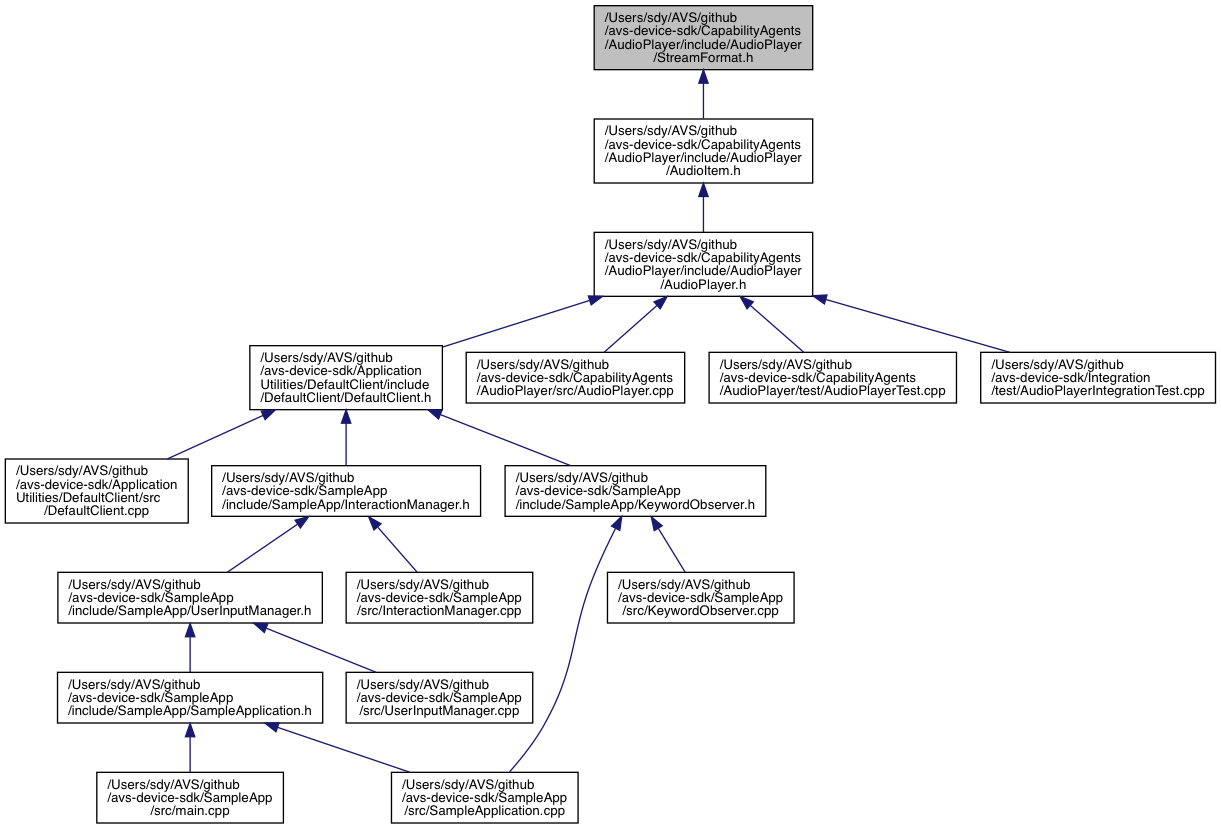 /Users/sdy/AVS/github
/avs-device-sdk/CapabilityAgents
/AudioPlayer/include/AudioPlayer
/StreamFormat.h
/Users/sdy/AVS/github
/avs-device-sdk/CapabilityAgents
/AudioPlayer/include/AudioPlayer
/AudioItem.h
/Users/sdy/AVS/github
/avs-device-sdk/CapabilityAgents
/AudioPlayer/include/AudioPlayer
/AudioPlayer.h
/Users/sdy/AVS/github
/avs-device-sdk/Application
Utilities/DefaultClient/include
/DefaultClient/DefaultClient.h
/Users/sdy/AVS/github
/avs-device-sdk/CapabilityAgents
/AudioPlayer/src/AudioPlayer.cpp
/Users/sdy/AVS/github
/avs-device-sdk/CapabilityAgents
/AudioPlayer/test/AudioPlayerTest.cpp
/Users/sdy/AVS/github
/avs-device-sdk/Integration
/test/AudioPlayerIntegrationTest.cpp
/Users/sdy/AVS/github
/avs-device-sdk/Application
Utilities/DefaultClient/src
/DefaultClient.cpp
/Users/sdy/AVS/github
/avs-device-sdk/SampleApp
/include/SampleApp/InteractionManager.h
/Users/sdy/AVS/github
/avs-device-sdk/SampleApp
/include/SampleApp/KeywordObserver.h
/Users/sdy/AVS/github
/avs-device-sdk/SampleApp
/include/SampleApp/UserInputManager.h
/Users/sdy/AVS/github
/avs-device-sdk/SampleApp
/src/InteractionManager.cpp
/Users/sdy/AVS/github
/avs-device-sdk/SampleApp
/src/KeywordObserver.cpp
/Users/sdy/AVS/github
/avs-device-sdk/SampleApp
/include/SampleApp/SampleApplication.h
/Users/sdy/AVS/github
/avs-device-sdk/SampleApp
/src/UserInputManager.cpp
/Users/sdy/AVS/github
/avs-device-sdk/SampleApp
/src/main.cpp
/Users/sdy/AVS/github
/avs-device-sdk/SampleApp
/src/SampleApplication.cpp